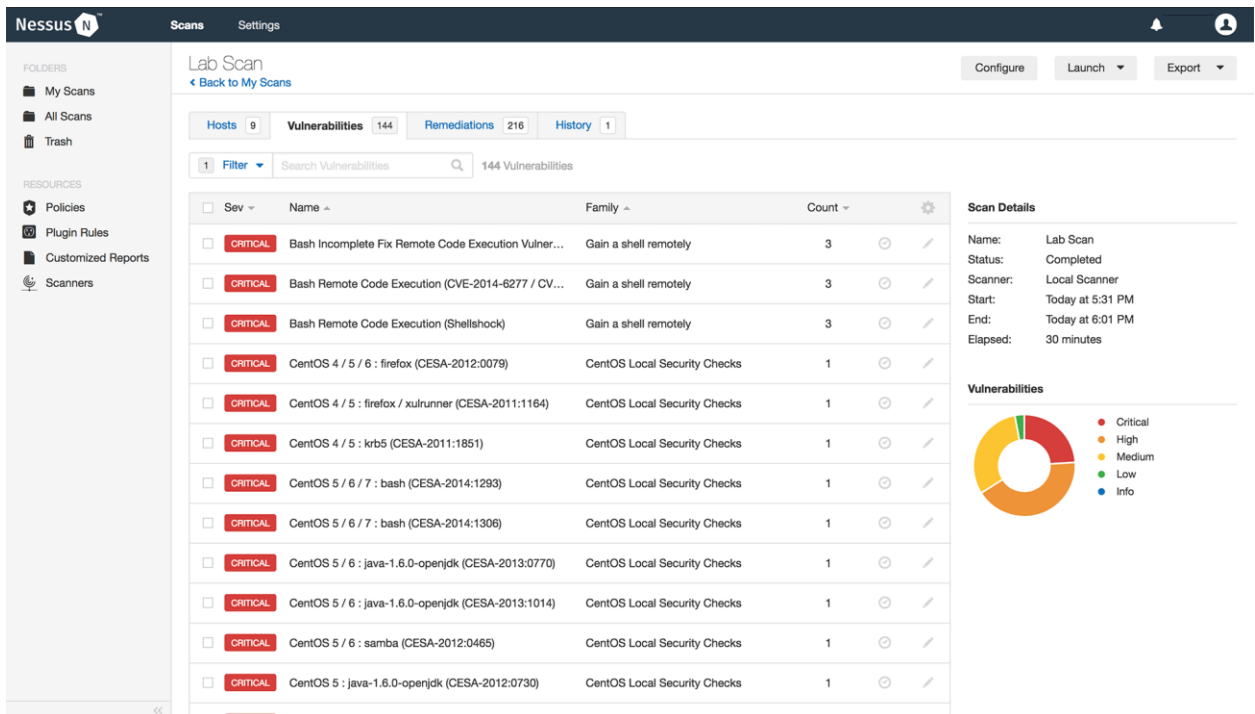 Nessus N ™ Scans Settings
FOLDERS
My Scans
All Scans
Trash
RESOURCES
Policies
Plugin Rules
Customized Reports
Scanners
Lab Scan
Back to My Scans
Configure Launch Export
Hosts 9 Vulnerabilities 144 Remediations 216 History 1
1 Filter Search Vulnerabilities 144 Vulnerabilities
Sev Name Family Count
CRITICAL Bash Incomplete Fix Remote Code Execution Vulner... Gain a shell remotely 3
CRITICAL Bash Remote Code Execution (CVE-2014-6277 / CV... Gain a shell remotely 3
CRITICAL Bash Remote Code Execution (Shellshock) Gain a shell remotely 3
CRITICAL CentOS 4 / 5 / 6 : firefox (CESA-2012:0079) CentOS Local Security Checks 1
CRITICAL CentOS 4 / 5 : firefox / xulrunner (CESA-2011:1164) CentOS Local Security Checks 1
CRITICAL CentOS 4 / 5 : krb5 (CESA-2011:1851) CentOS Local Security Checks 1
CRITICAL CentOS 5 / 6 / 7 : bash (CESA-2014:1293) CentOS Local Security Checks 1
CRITICAL CentOS 5 / 6 / 7 : bash (CESA-2014:1306) CentOS Local Security Checks 1
CRITICAL CentOS 5 / 6 : java-1.6.0-openjdk (CESA-2013:0770) CentOS Local Security Checks 1
CRITICAL CentOS 5 / 6 : java-1.6.0-openjdk (CESA-2013:1014) CentOS Local Security Checks 1
CRITICAL CentOS 5 / 6 : samba (CESA-2012:0465) CentOS Local Security Checks 1
CRITICAL CentOS 5 : java-1.6.0-openjdk (CESA-2012:0730) CentOS Local Security Checks 1
Scan Details
Name: Lab Scan
Status: Completed
Scanner: Local Scanner
Start: Today at 5:31 PM
End: Today at 6:01 PM
Elapsed: 30 minutes
Vulnerabilities
Critical
High
Medium
Low
Info